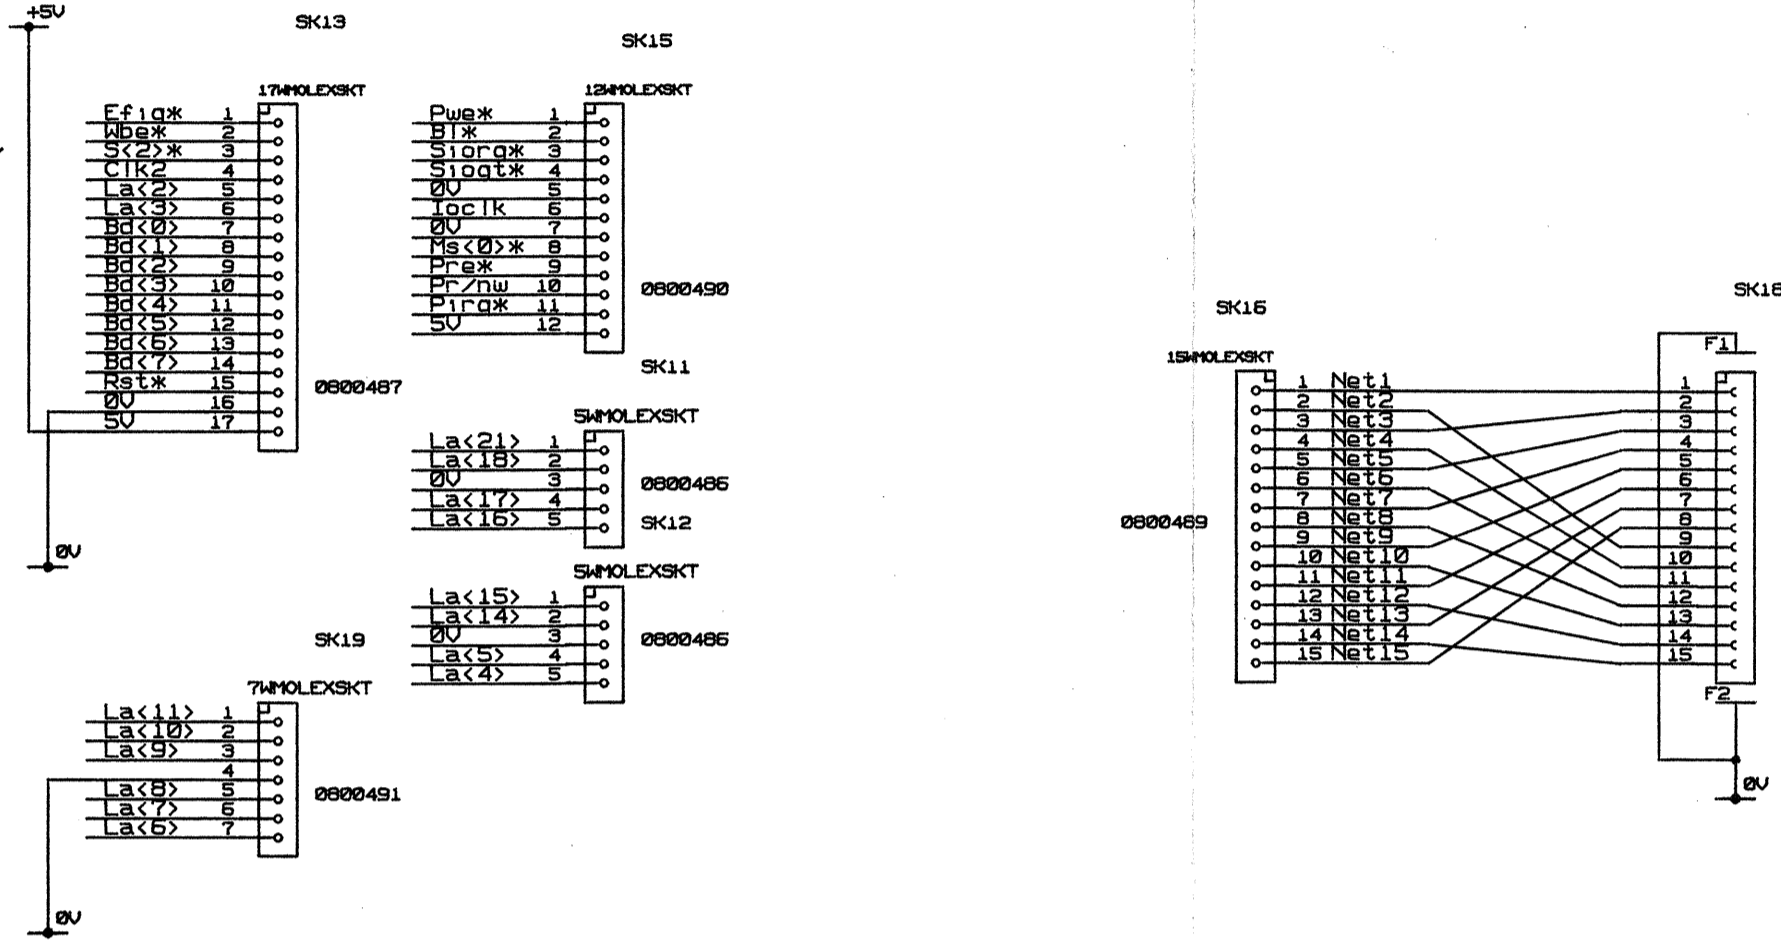 +5V
SK13
17WMOLEXSKT
Efiq* 1
Wbe* 2
S<2>* 3
Clk2 4
La<2> 5
La<3> 6
Bd<0> 7
Bd<1> 8
Bd<2> 9
Bd<3> 10
Bd<4> 11
Bd<5> 12
Bd<6> 13
Bd<7> 14
Rst* 15
0V 16
5V 17
0800487
0V
SK15
12WMOLEXSKT
Pwe* 1
Bl* 2
Siorq* 3
Sioqt* 4
0V 5
Ioclk 6
0V 7
Ms<0>* 8
Pre* 9
Pr/nw 10
Pirq* 11
5V 12
0800490
SK11
5WMOLEXSKT
La<21> 1
La<18> 2
0V 3
La<17> 4
La<16> 5
0800486
SK12
5WMOLEXSKT
La<15> 1
La<14> 2
0V 3
La<5> 4
La<4> 5
0800486
SK19
7WMOLEXSKT
La<11> 1
La<10> 2
La<9> 3
4
La<8> 5
La<7> 6
La<6> 7
0800491
0V
SK16
15WMOLEXSKT
1 Net1
2 Net2
3 Net3
4 Net4
5 Net5
6 Net6
7 Net7
8 Net8
9 Net9
10 Net10
11 Net11
12 Net12
13 Net13
14 Net14
15 Net15
0800489
SK18
F1
1
2
3
4
5
6
7
8
9
10
11
12
13
14
15
F2
0V